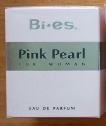 Bi·es
Pink Pearl
FOR WOMAN
EAU DE PARFUM